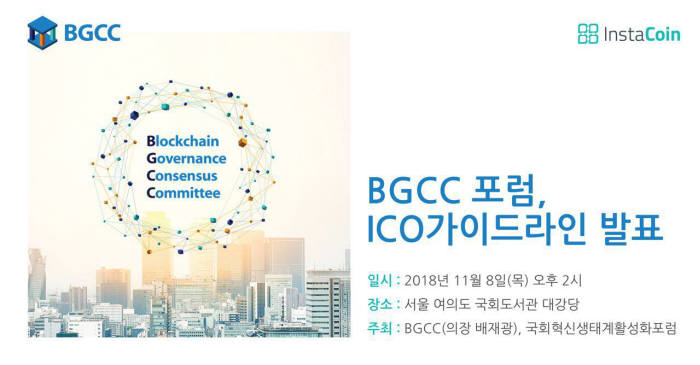 BGCC
InstaCoin
Blockchain
Governance
Consensus
Committee
BGCC 포럼,
ICO가이드라인 발표
일시 : 2018년 11월 8일(목) 오후 2시
장소 : 서울 여의도 국회도서관 대강당
주최 : BGCC(의장 배재광), 국회혁신생태계활성화포럼